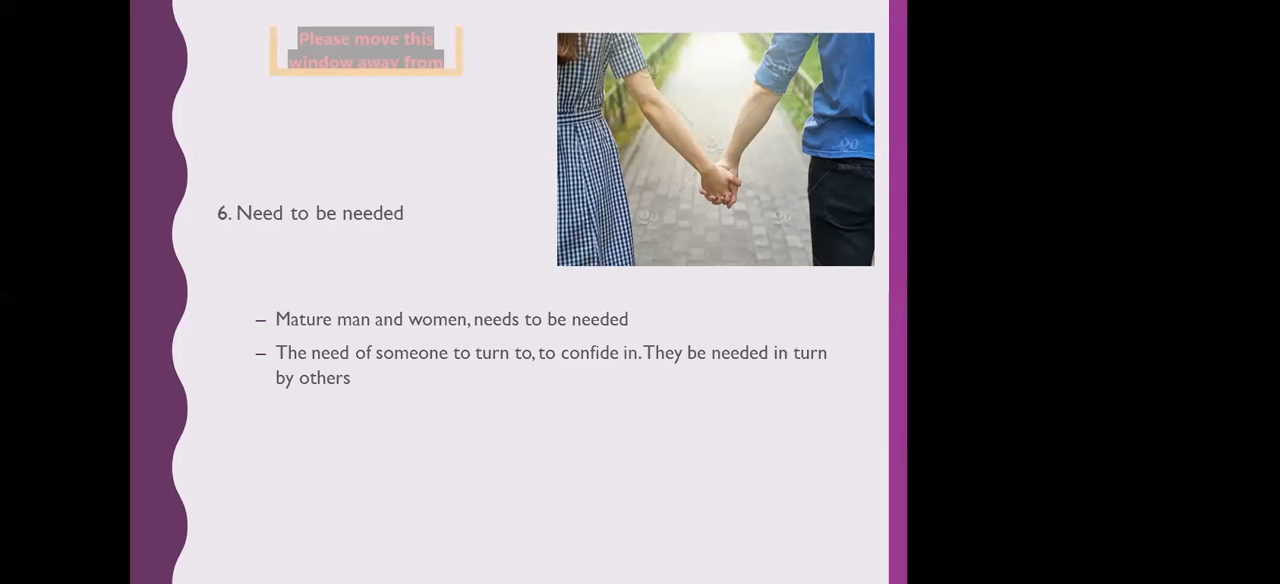 Please move this
window away from
6. Need to be needed
– Mature man and women, needs to be needed
– The need of someone to turn to, to confide in. They be needed in turn
by others